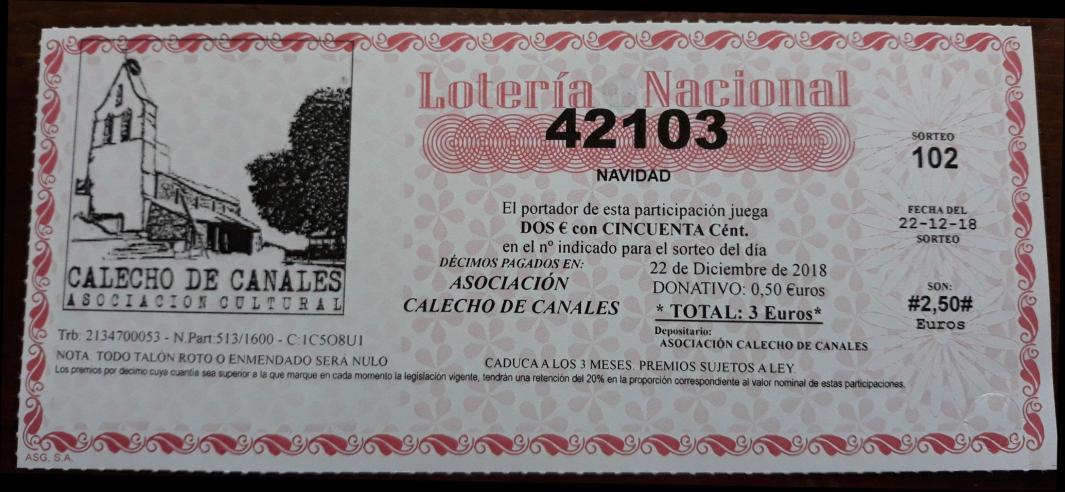 Lotería Nacional
42103
NAVIDAD
SORTEO
102
El portador de esta participación juega
DOS € con CINCUENTA Cént.
en el nº indicado para el sorteo del día
22 de Diciembre de 2018
DÉCIMOS PAGADOS EN:
ASOCIACIÓN
CALECHO DE CANALES
DONATIVO: 0,50 €uros
* TOTAL: 3 Euros*
Depositario:
ASOCIACIÓN CALECHO DE CANALES
FECHA DEL
22-12-18
SORTEO
SON:
#2,50#
Euros
CALECHO DE CANALES
ASOCIACION CULTURAL
Trb: 2134700053 - N.Part:513/1600 - C:1C5O8U1
NOTA: TODO TALÓN ROTO O ENMENDADO SERÁ NULO
CADUCA A LOS 3 MESES. PREMIOS SUJETOS A LEY
Los premios por décimo cuya cuantía sea superior a la que marque en cada momento la legislación vigente, tendrán una retención del 20% en la proporción correspondiente al valor nominal de estas participaciones.
ASG, S.A.